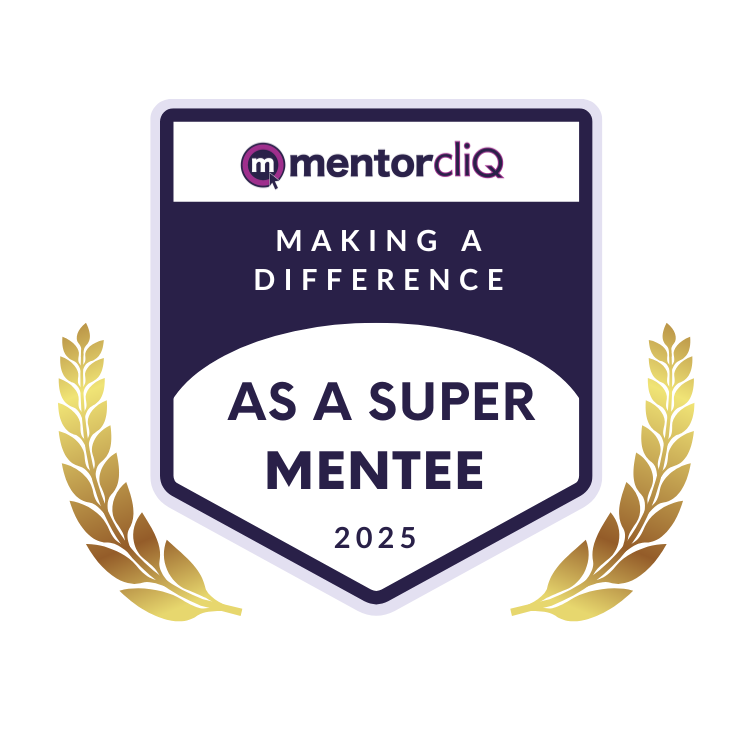 m mentorcliQ
MAKING A
DIFFERENCE
AS A SUPER
MENTEE
2025